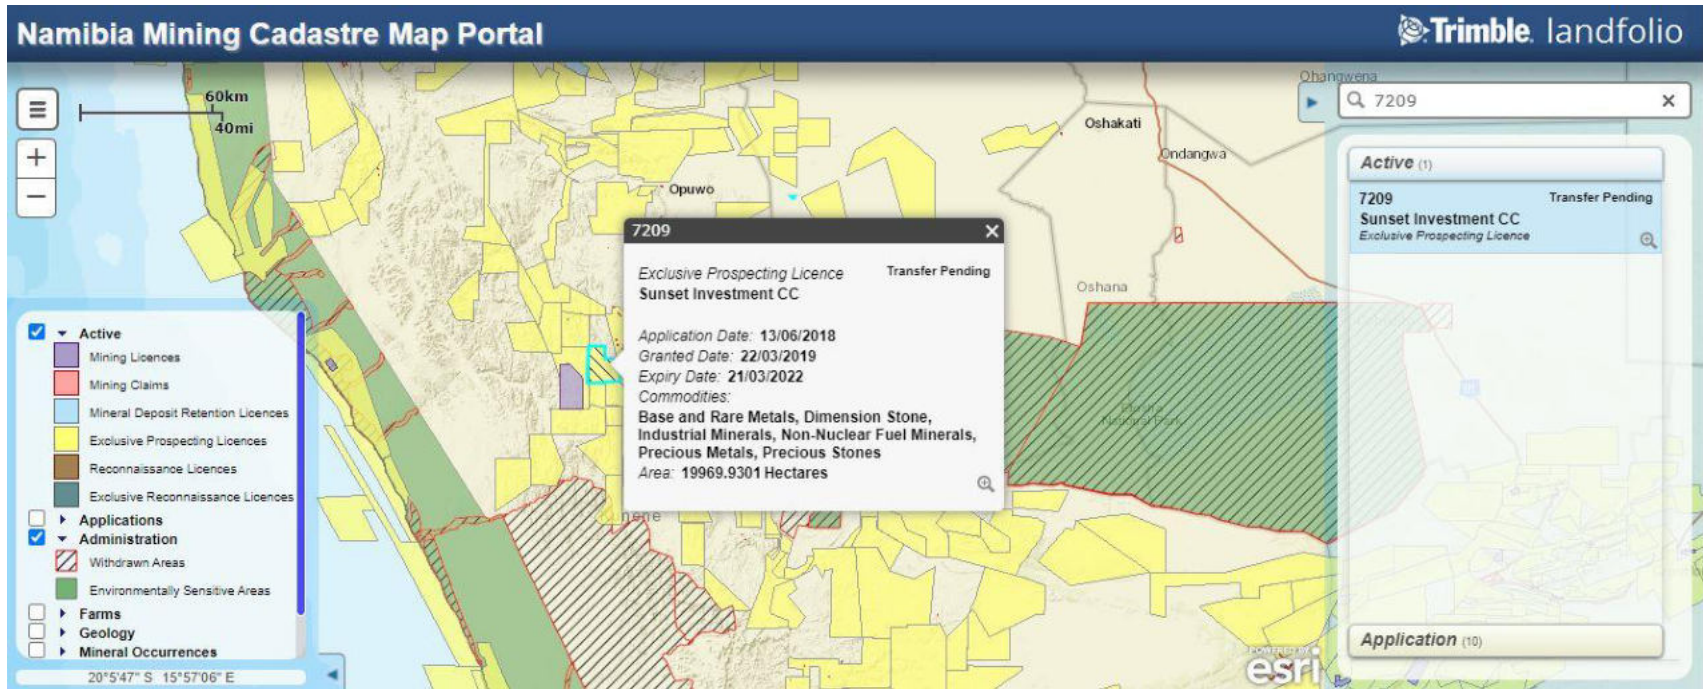 Namibia Mining Cadastre Map Portal
Trimble. landfolio
60km
40mi
+
−
Opuwo
Oshakati
Ondangwa
Ohangwena
Oshana
7209
Active (1)
7209 Transfer Pending
Sunset Investment CC
Exclusive Prospecting Licence
7209
Exclusive Prospecting Licence Transfer Pending
Sunset Investment CC
Application Date: 13/06/2018
Granted Date: 22/03/2019
Expiry Date: 21/03/2022
Commodities:
Base and Rare Metals, Dimension Stone,
Industrial Minerals, Non-Nuclear Fuel Minerals,
Precious Metals, Precious Stones
Area: 19969.9301 Hectares
National Park
Active
Mining Licences
Mining Claims
Mineral Deposit Retention Licences
Exclusive Prospecting Licences
Reconnaissance Licences
Exclusive Reconnaissance Licences
Applications
Administration
Withdrawn Areas
Environmentally Sensitive Areas
Farms
Geology
Mineral Occurrences
20°5'47" S 15°57'06" E
POWERED BY
esri
Application (10)